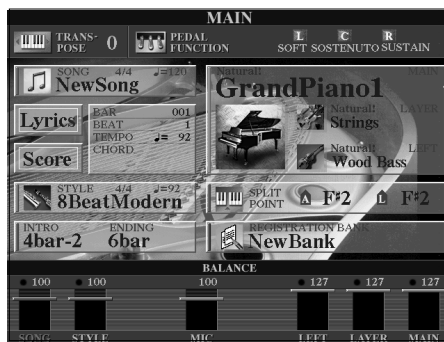 MAIN
TRANS-
POSE 0
PEDAL
FUNCTION
L C R
SOFT SOSTENUTO SUSTAIN
SONG 4/4 ♩=120
NewSong
Lyrics
Score
BAR 001
BEAT 1
TEMPO ♩= 92
CHORD
STYLE 4/4 ♩=92
8BeatModern
INTRO ENDING
4bar-2 6bar
Natural! MAIN
GrandPiano1
Natural! LAYER
Strings
Natural! LEFT
Wood Bass
SPLIT
POINT
A F♯2 L F♯2
REGISTRATION BANK
NewBank
BALANCE
100 100 100 127 127 127
SONG STYLE MIC LEFT LAYER MAIN